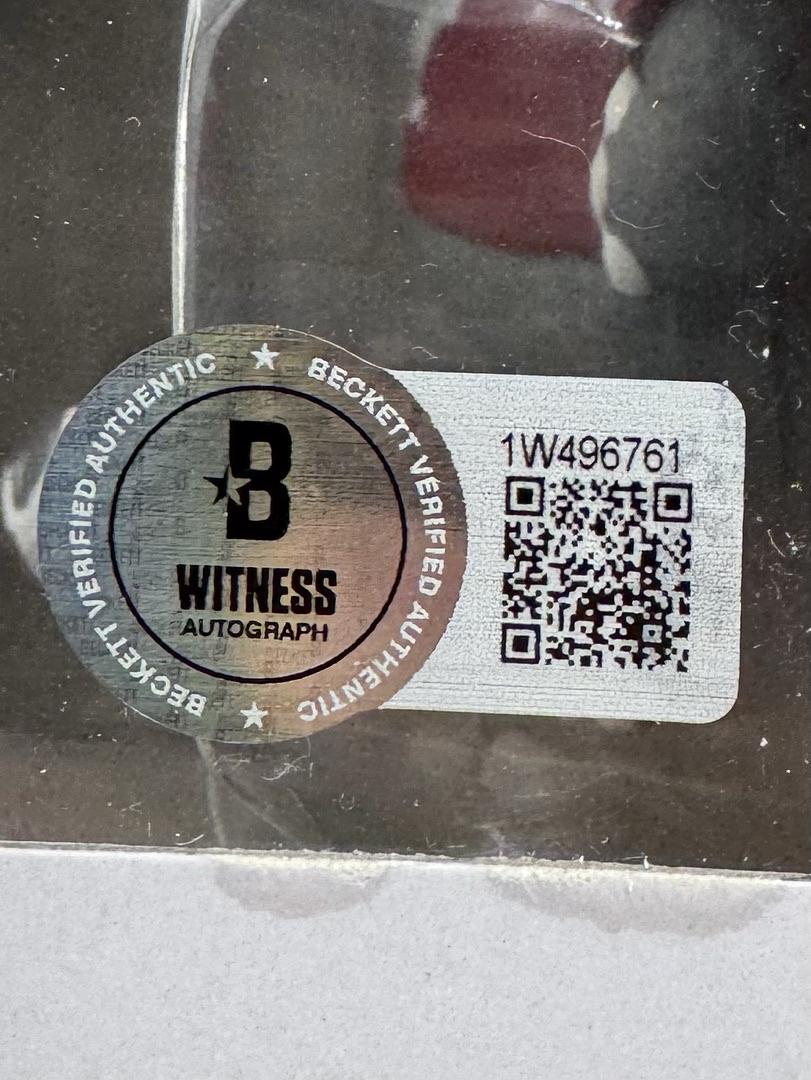 BECKETT VERIFIED AUTHENTIC
BECKETT VERIFIED AUTHENTIC
B
WITNESS
AUTOGRAPH
1W496761